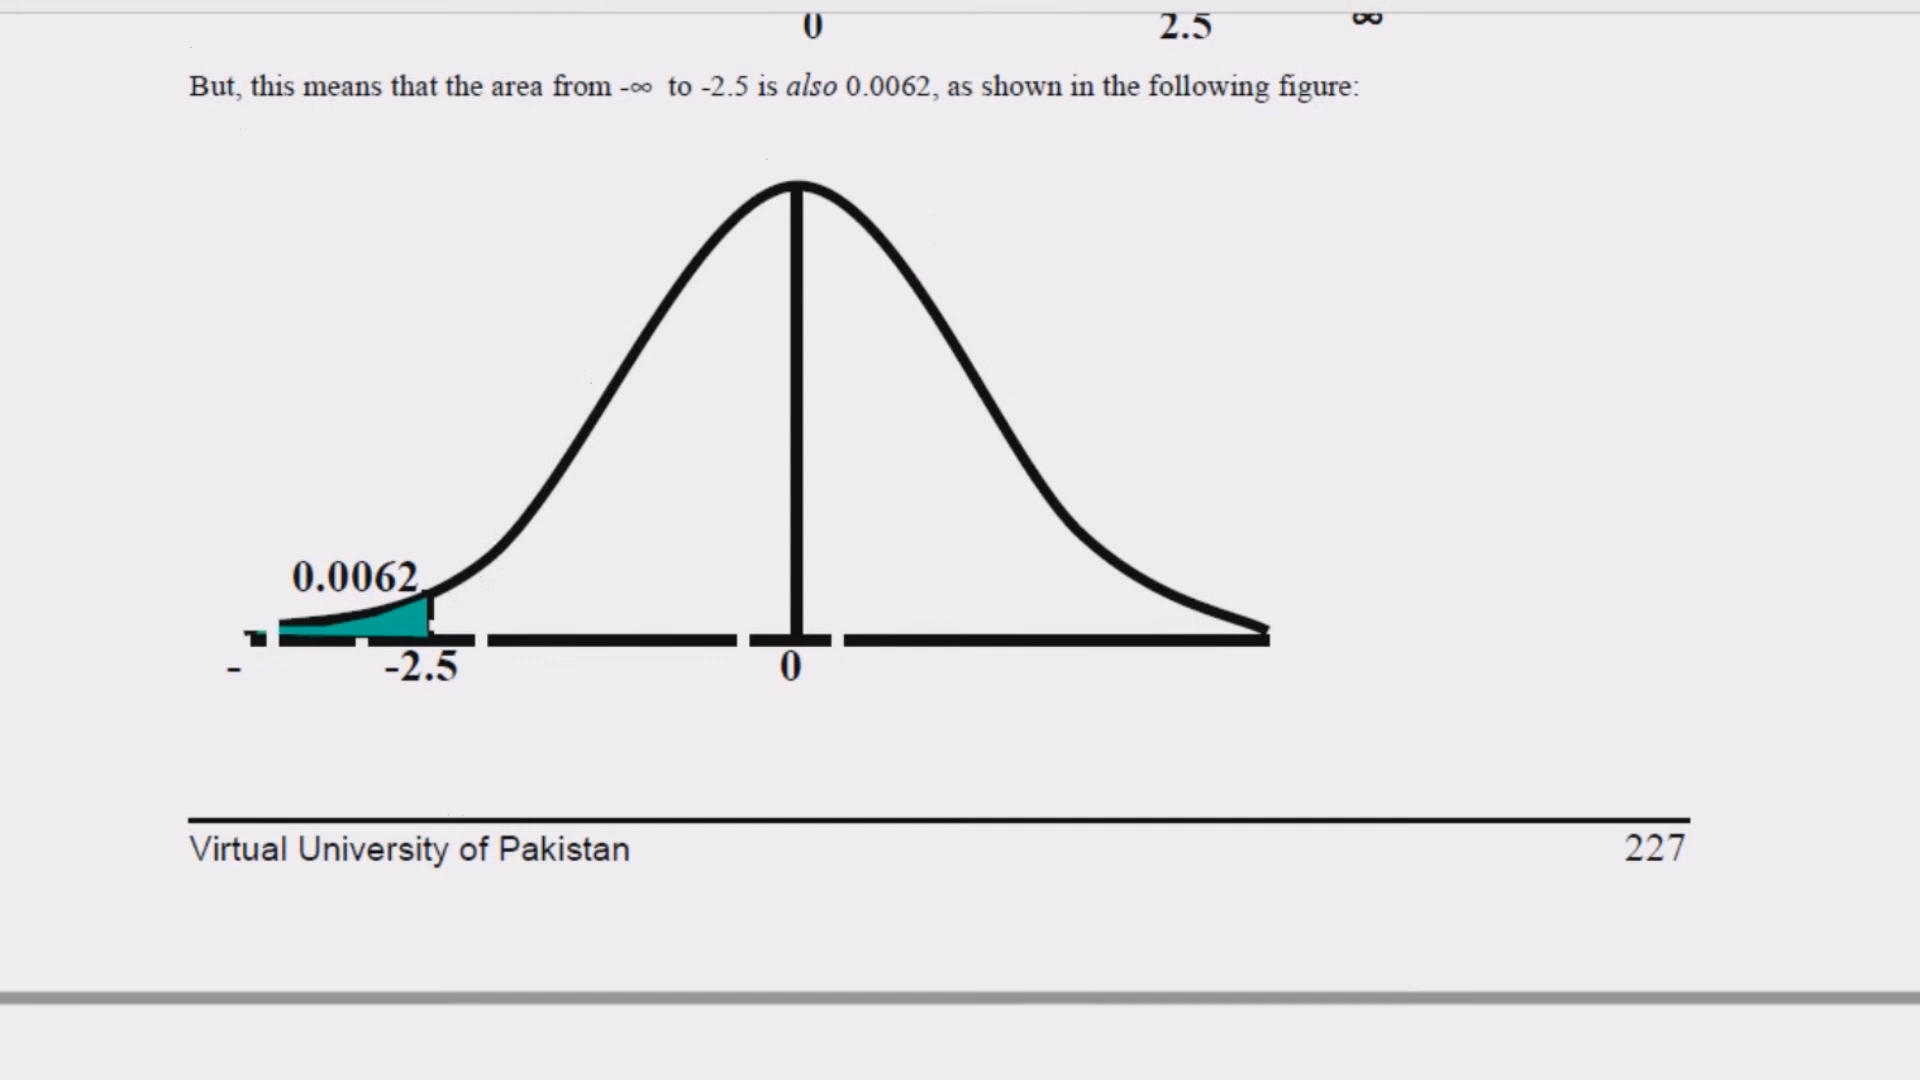 0 2.5 ∞
But, this means that the area from -∞ to -2.5 is also 0.0062, as shown in the following figure:
0.0062
- -2.5 0
Virtual University of Pakistan 227